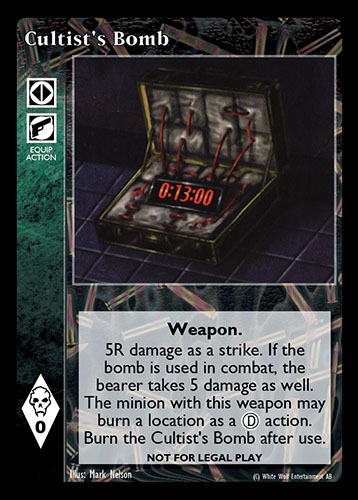 Cultist's Bomb
EQUIP
ACTION
0:13:00
Weapon.
5R damage as a strike. If the
bomb is used in combat, the
bearer takes 5 damage as well.
The minion with this weapon may
burn a location as a Ⓓ action.
Burn the Cultist's Bomb after use.
NOT FOR LEGAL PLAY
0
Illus: Mark Nelson
(C) White Wolf Entertainment AB